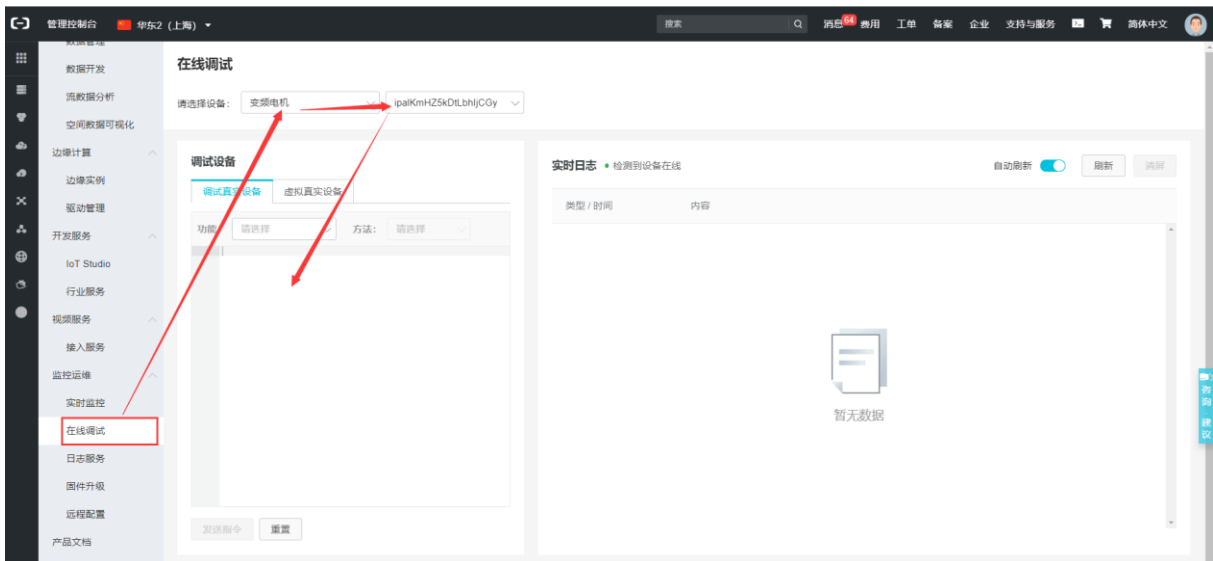 管理控制台 华东2（上海） 搜索 消息64 费用 工单 备案 企业 支持与服务 简体中文
数据管理
数据开发
流数据分析
空间数据可视化
边缘计算
边缘实例
驱动管理
开发服务
IoT Studio
行业服务
视频服务
接入服务
监控运维
实时监控
在线调试
日志服务
固件升级
远程配置
产品文档
在线调试
请选择设备： 变频电机 ipalKmHZ5kDtLbhIjCGy
调试设备
调试真实设备 虚拟真实设备
功能： 请选择 方法： 请选择
发送指令 重置
实时日志 检测到设备在线 自动刷新 刷新 清屏
类型 / 时间 内容
暂无数据
咨询·建议